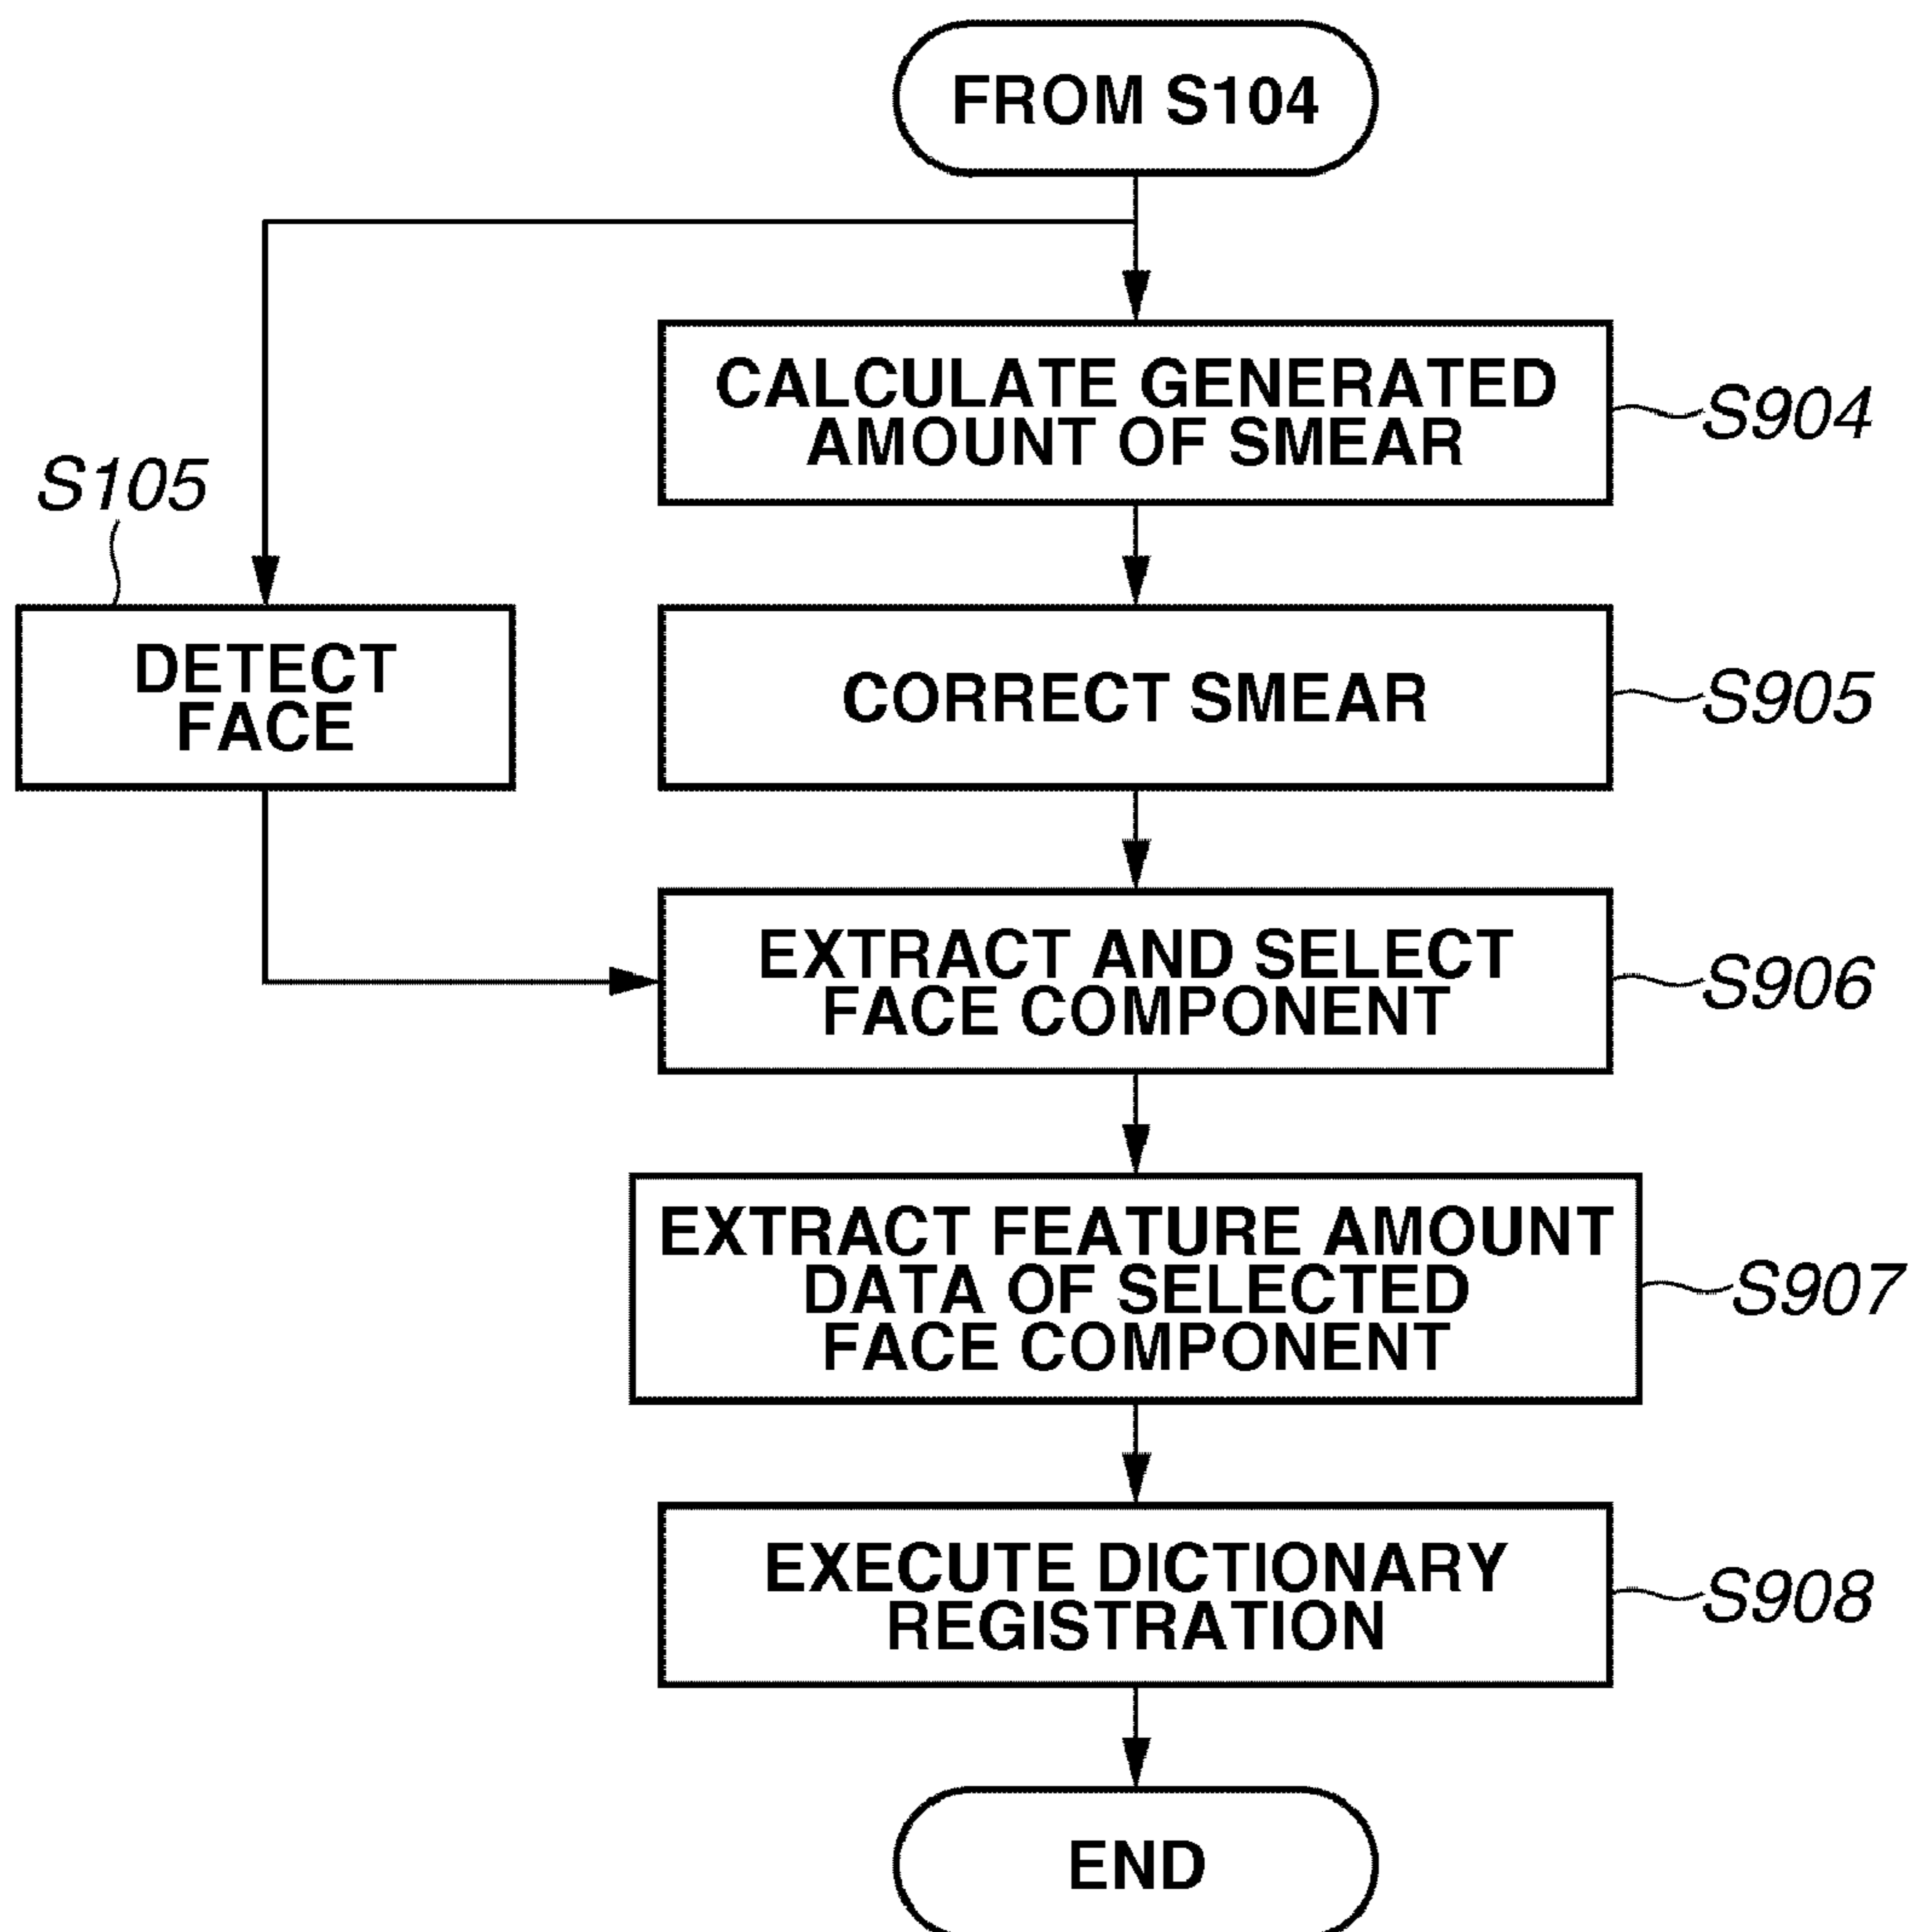 FROM S104
CALCULATE GENERATED
AMOUNT OF SMEAR
S904
S105
DETECT
FACE
CORRECT SMEAR
S905
EXTRACT AND SELECT
FACE COMPONENT
S906
EXTRACT FEATURE AMOUNT
DATA OF SELECTED
FACE COMPONENT
S907
EXECUTE DICTIONARY
REGISTRATION
S908
END